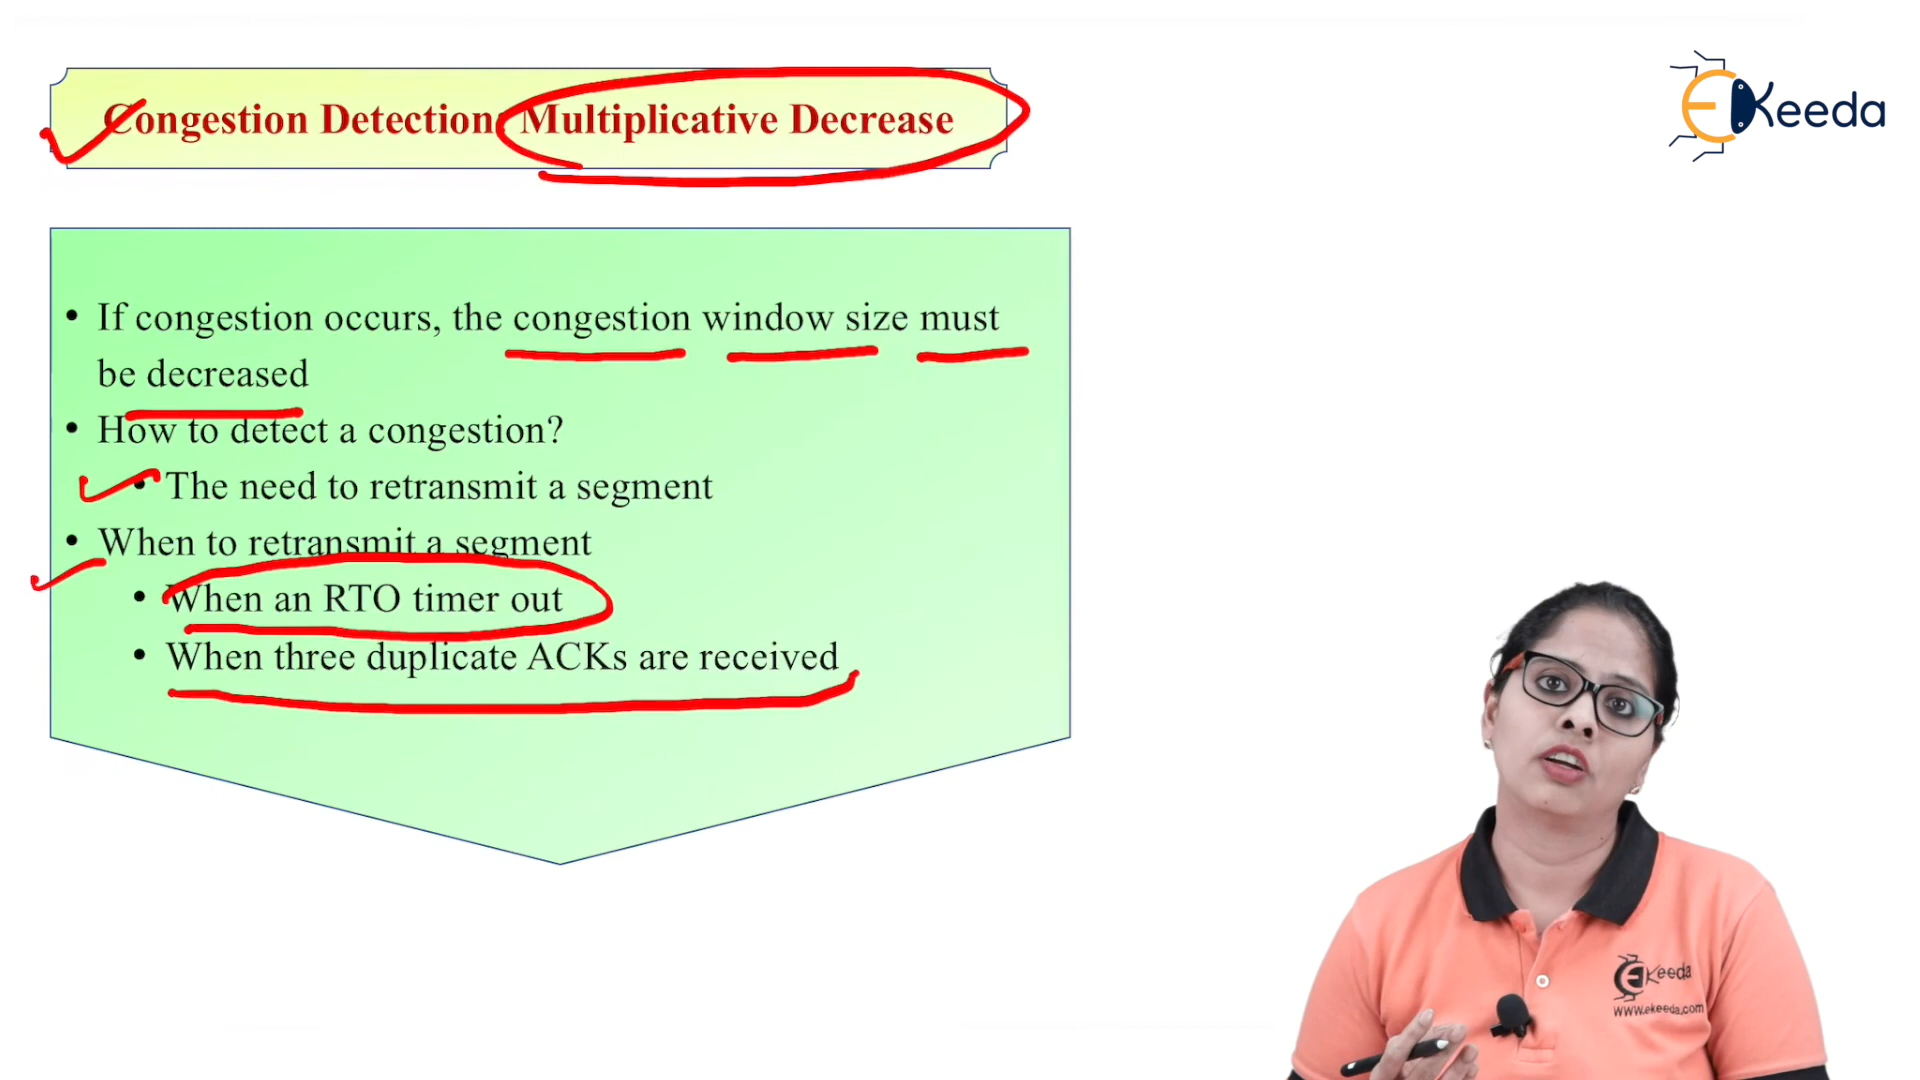 Congestion Detection: Multiplicative Decrease
EKeeda
• If congestion occurs, the congestion window size must
be decreased
• How to detect a congestion?
• The need to retransmit a segment
• When to retransmit a segment
• When an RTO timer out
• When three duplicate ACKs are received
EKeeda
www.ekeeda.com